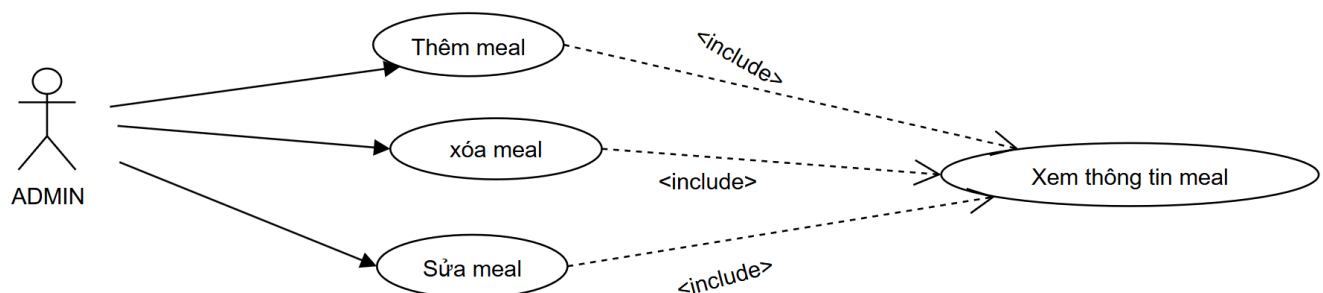 Thêm meal
<include>
ADMIN
xóa meal
<include>
Xem thông tin meal
Sửa meal
<include>